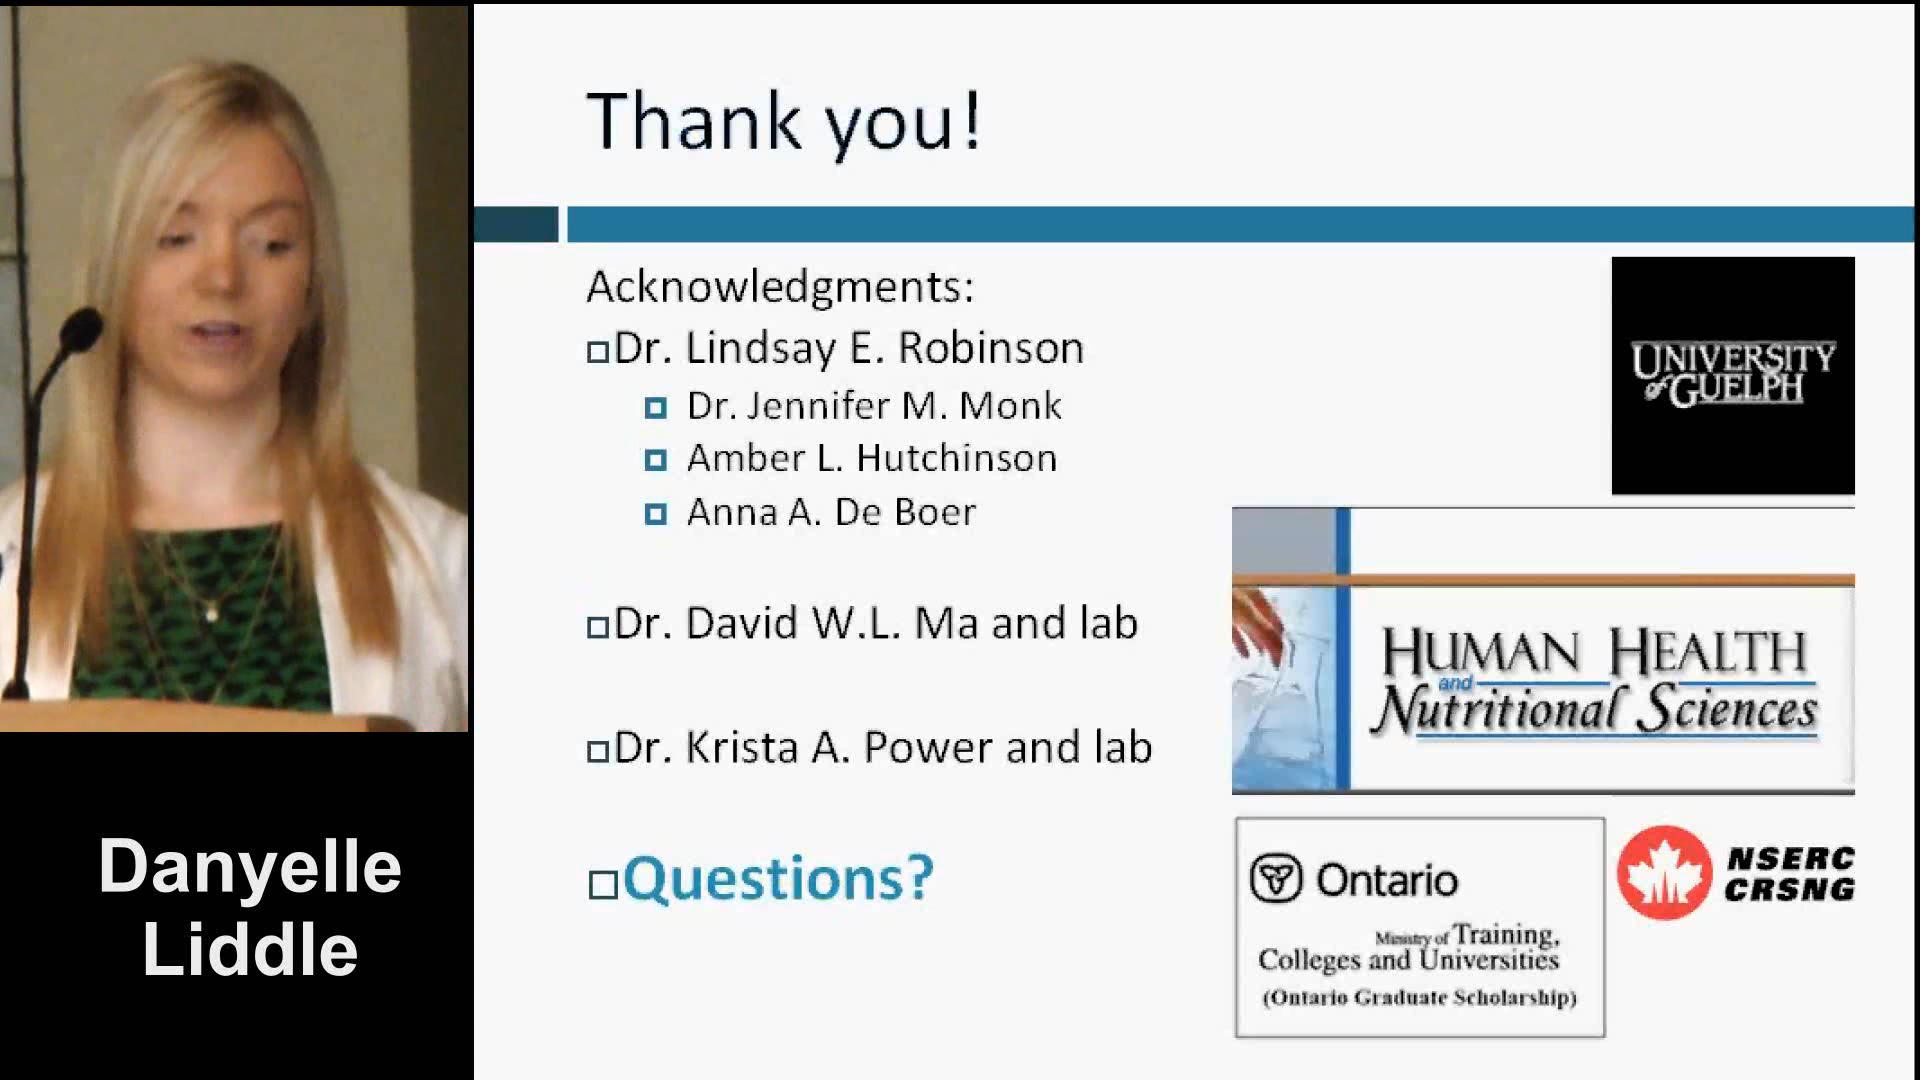 Thank you!
Acknowledgments:
Dr. Lindsay E. Robinson
Dr. Jennifer M. Monk
Amber L. Hutchinson
Anna A. De Boer
Dr. David W.L. Ma and lab
Dr. Krista A. Power and lab
Questions?
UNIVERSITY
of GUELPH
HUMAN HEALTH
and
Nutritional Sciences
Ontario
Ministry of Training,
Colleges and Universities
(Ontario Graduate Scholarship)
NSERC
CRSNG
Danyelle
Liddle